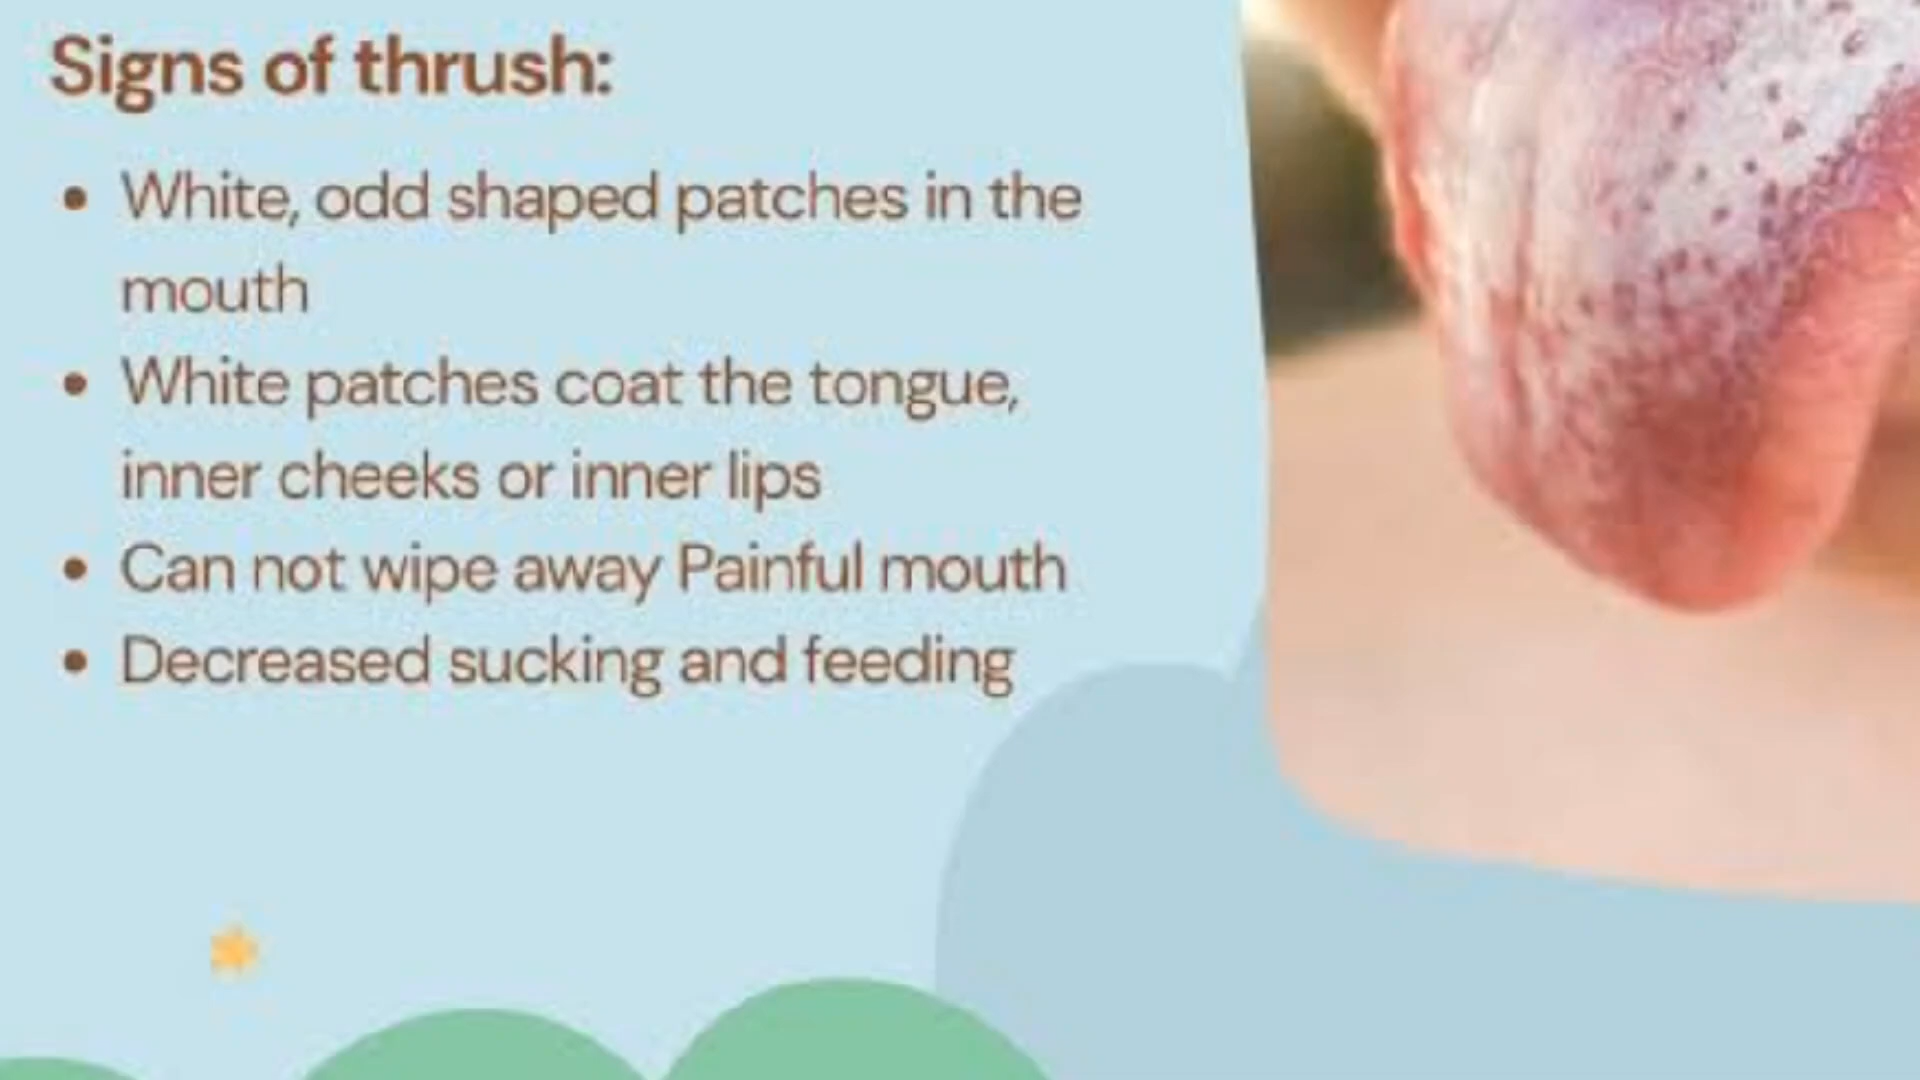 Signs of thrush:
• White, odd shaped patches in the
mouth
• White patches coat the tongue,
inner cheeks or inner lips
• Can not wipe away Painful mouth
• Decreased sucking and feeding